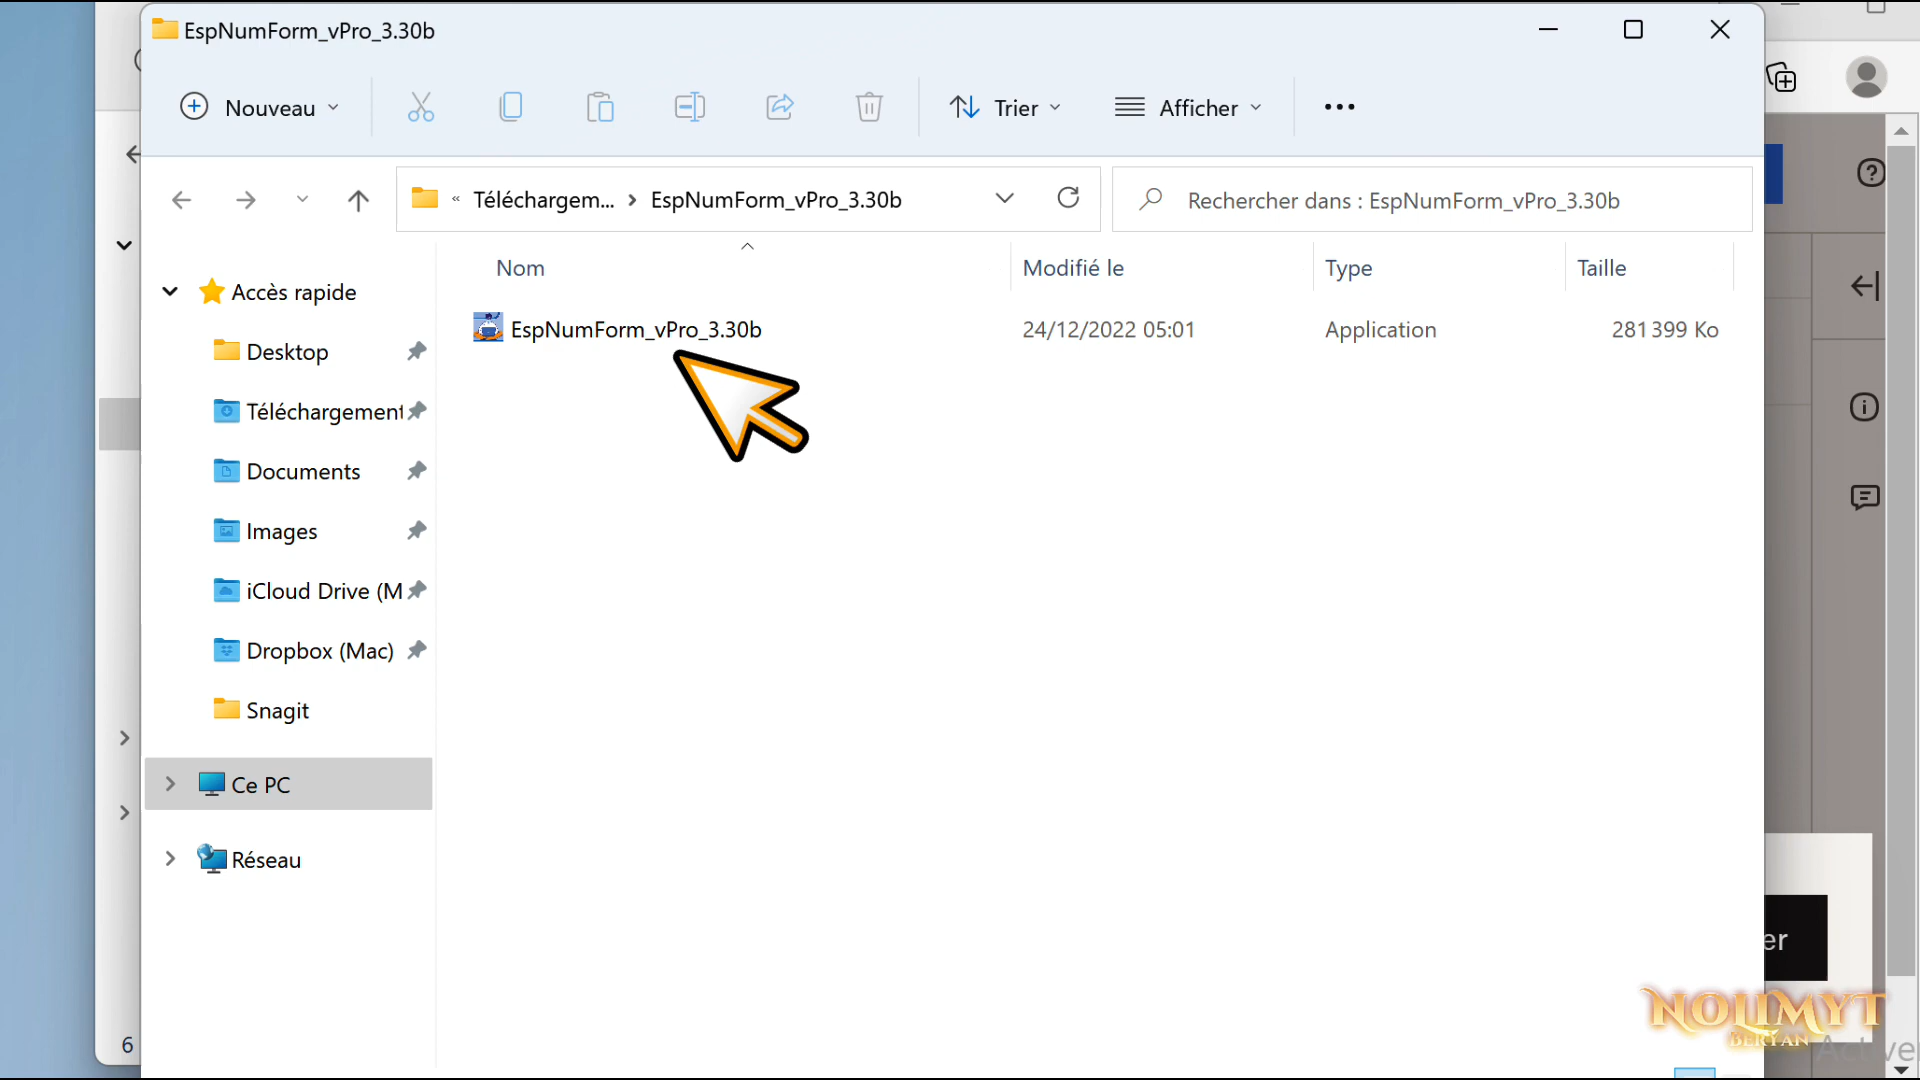 EspNumForm_vPro_3.30b
Nouveau
Trier
Afficher
« Téléchargem... › EspNumForm_vPro_3.30b
Rechercher dans : EspNumForm_vPro_3.30b
Nom Modifié le Type Taille
EspNumForm_vPro_3.30b 24/12/2022 05:01 Application 281 399 Ko
Accès rapide
Desktop
Téléchargement
Documents
Images
iCloud Drive (M
Dropbox (Mac)
Snagit
Ce PC
Réseau
6
er
NOLIMYT
BERYAN